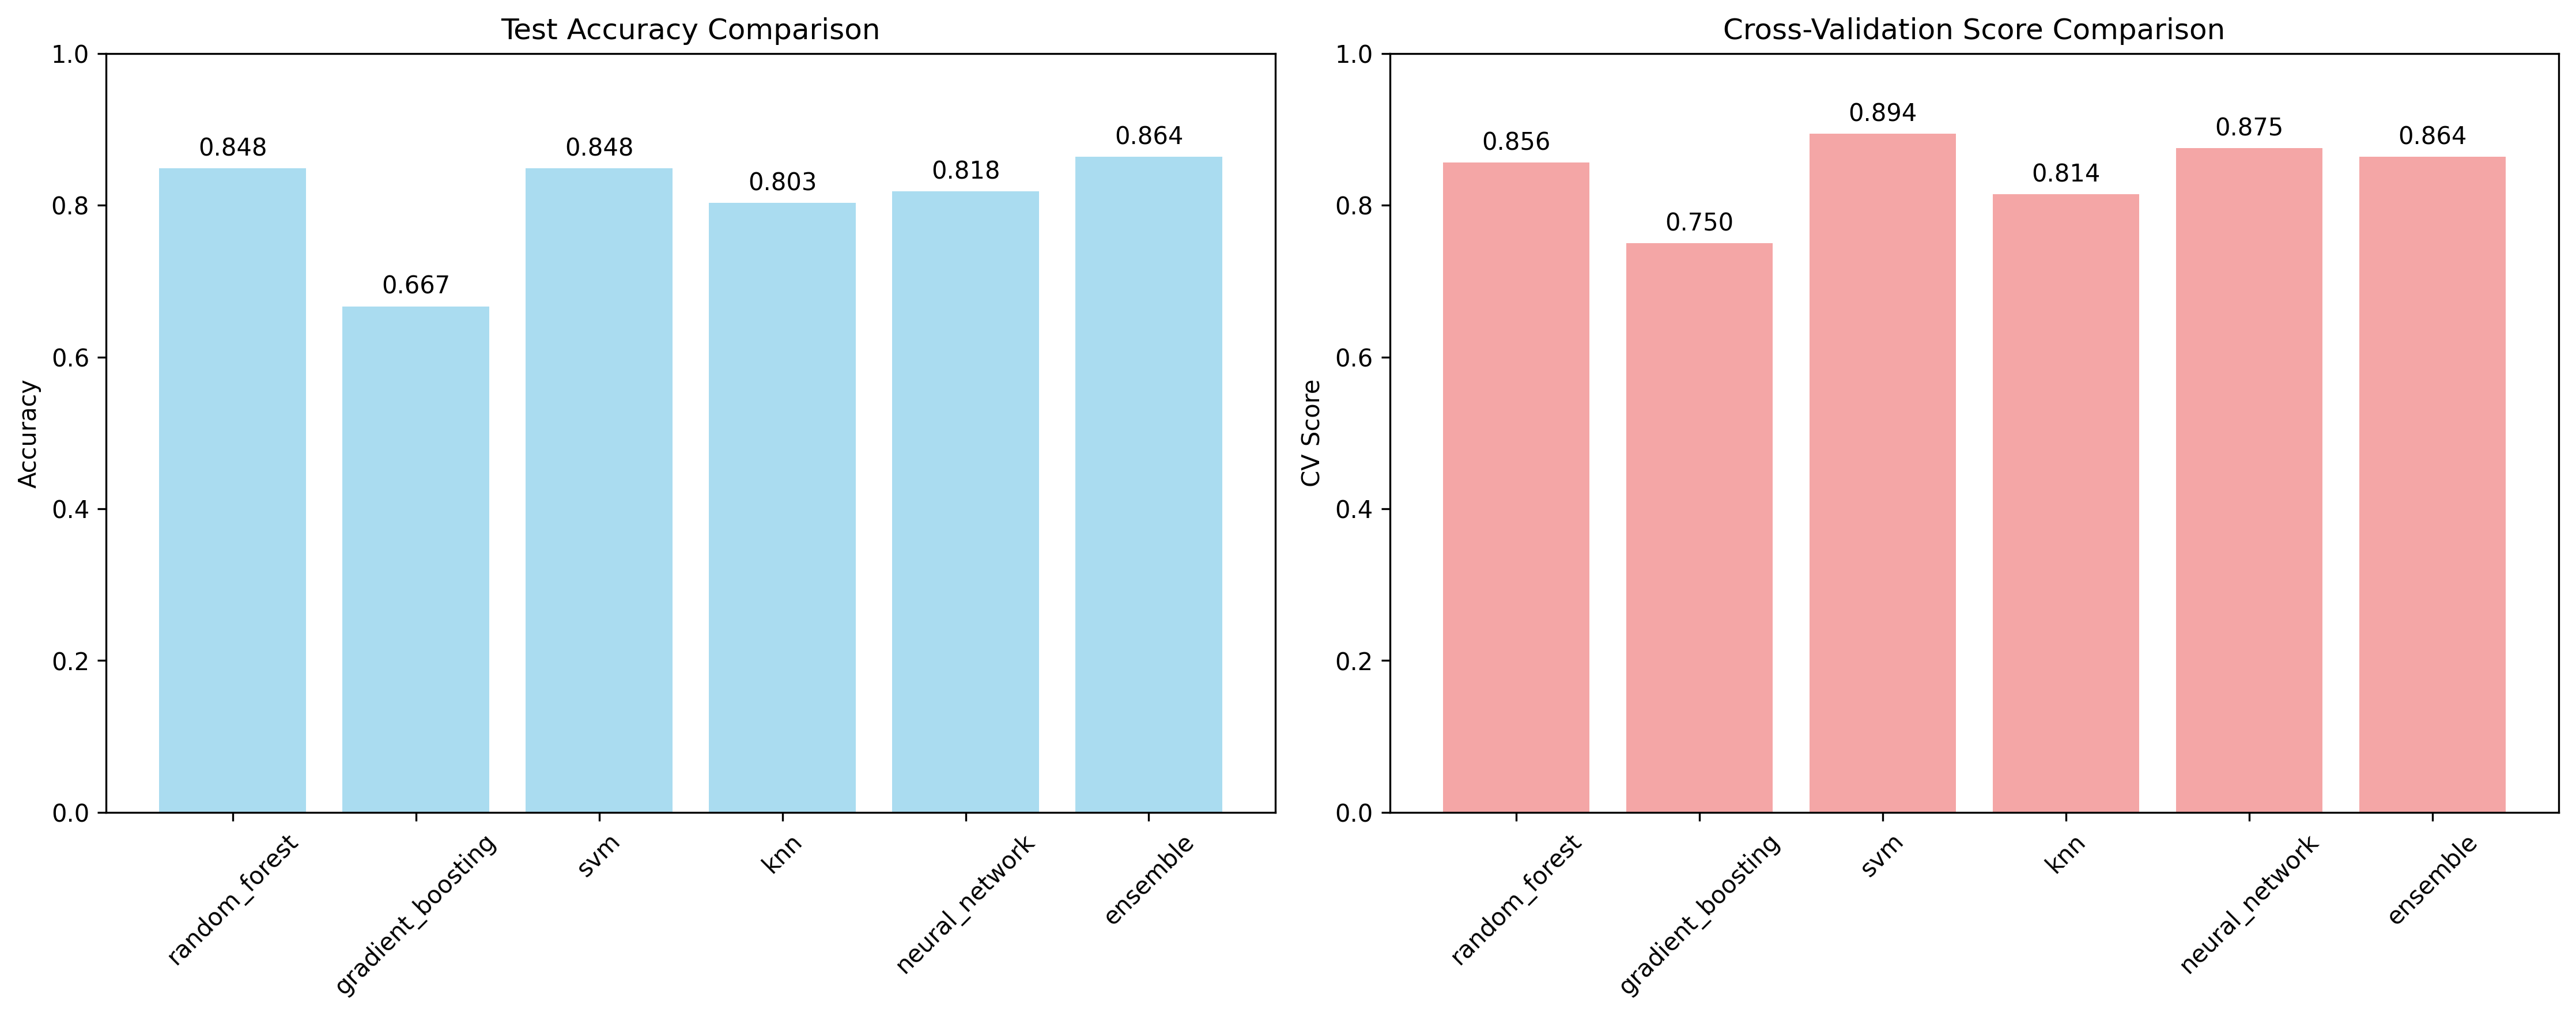 Test Accuracy Comparison
1.0
0.8
0.6
0.4
0.2
0.0
Accuracy
0.848
0.667
0.848
0.803
0.818
0.864
random_forest
gradient_boosting
svm
knn
neural_network
ensemble
Cross-Validation Score Comparison
1.0
0.8
0.6
0.4
0.2
0.0
CV Score
0.856
0.750
0.894
0.814
0.875
0.864
random_forest
gradient_boosting
svm
knn
neural_network
ensemble